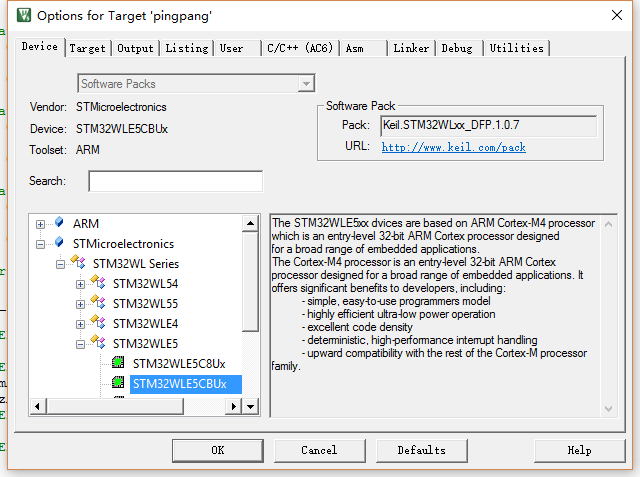 Options for Target 'pingpang'
Device Target Output Listing User C/C++ (AC6) Asm Linker Debug Utilities
Software Packs
Vendor: STMicroelectronics
Device: STM32WLE5CBUx
Toolset: ARM
Search:
Software Pack
Pack: Keil.STM32WLxx_DFP.1.0.7
URL: http://www.keil.com/pack
ARM
STMicroelectronics
STM32WL Series
STM32WL54
STM32WL55
STM32WLE4
STM32WLE5
STM32WLE5C8Ux
STM32WLE5CBUx
The STM32WLE5xx dvices are based on ARM Cortex-M4 processor
which is an entry-level 32-bit ARM Cortex processor designed
for a broad range of embedded applications.
The Cortex-M4 processor is an entry-level 32-bit ARM Cortex
processor designed for a broad range of embedded applications. It
offers significant benefits to developers, including:
- simple, easy-to-use programmers model
- highly efficient ultra-low power operation
- excellent code density
- deterministic, high-performance interrupt handling
- upward compatibility with the rest of the Cortex-M processor
family.
OK Cancel Defaults Help